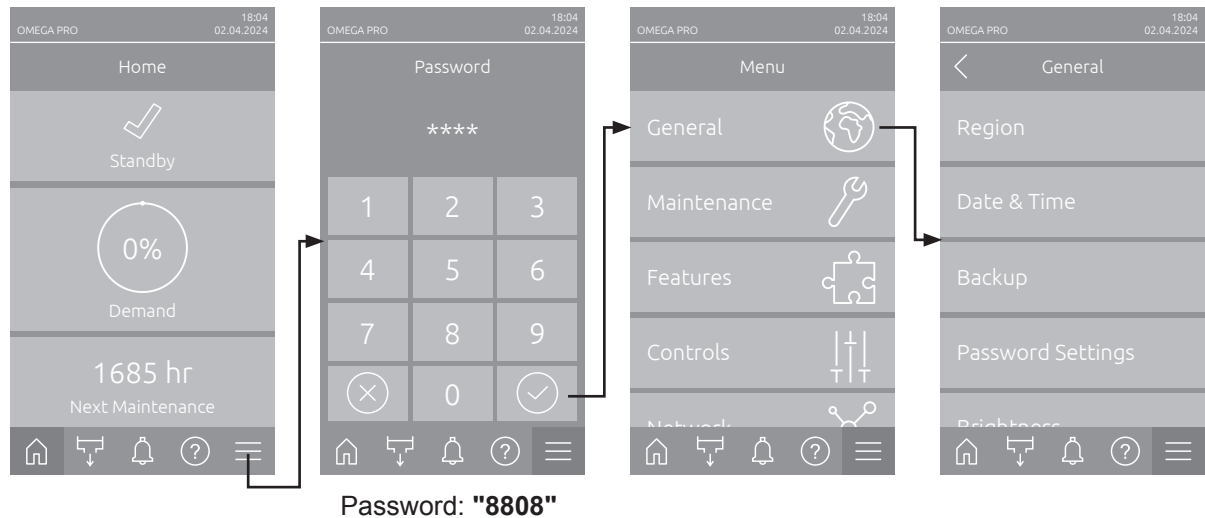 18:04
OMEGA PRO 02.04.2024
Home
Standby
0%
Demand
1685 hr
Next Maintenance
?
18:04
OMEGA PRO 02.04.2024
Password
****
1 2 3
4 5 6
7 8 9
0
?
Password: "8808"
18:04
OMEGA PRO 02.04.2024
Menu
General
Maintenance
Features
Controls
Network
?
18:04
OMEGA PRO 02.04.2024
General
Region
Date & Time
Backup
Password Settings
Brightness
?